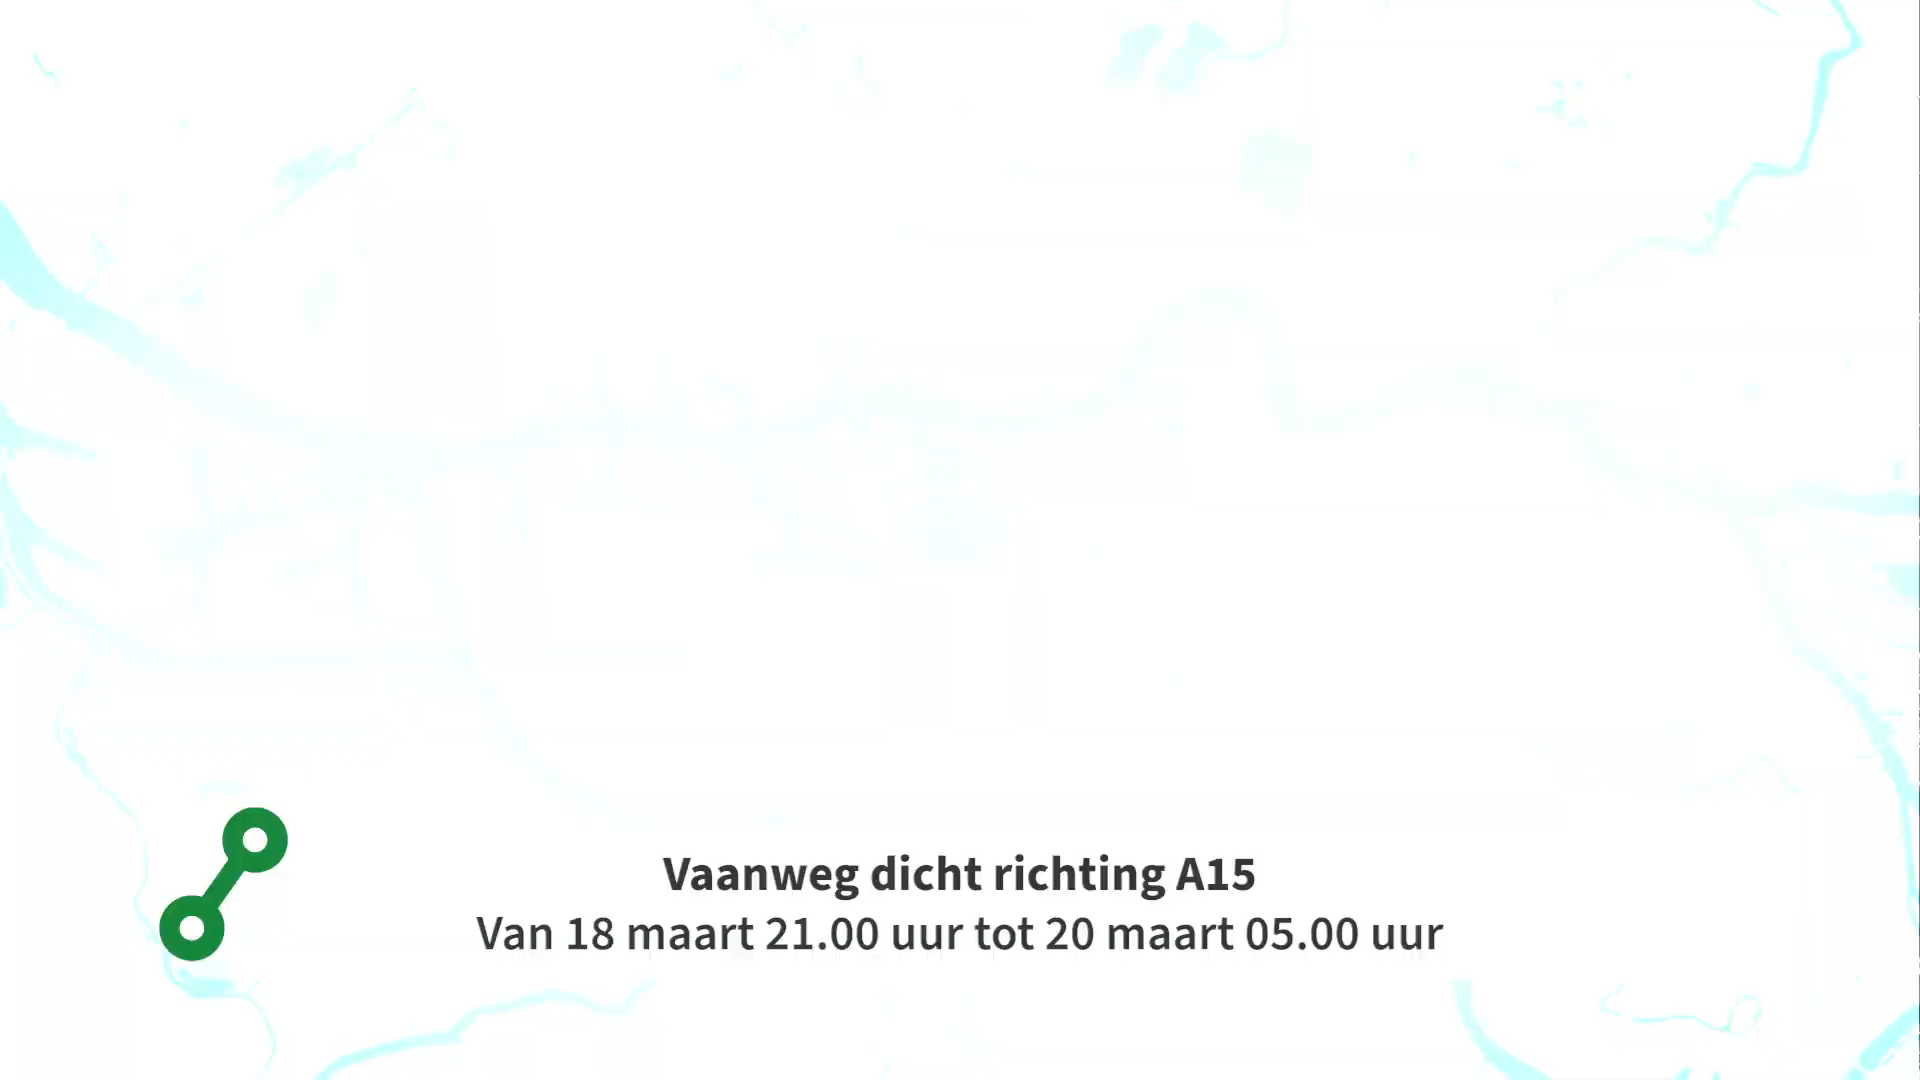 Vaanweg dicht richting A15
Van 18 maart 21.00 uur tot 20 maart 05.00 uur